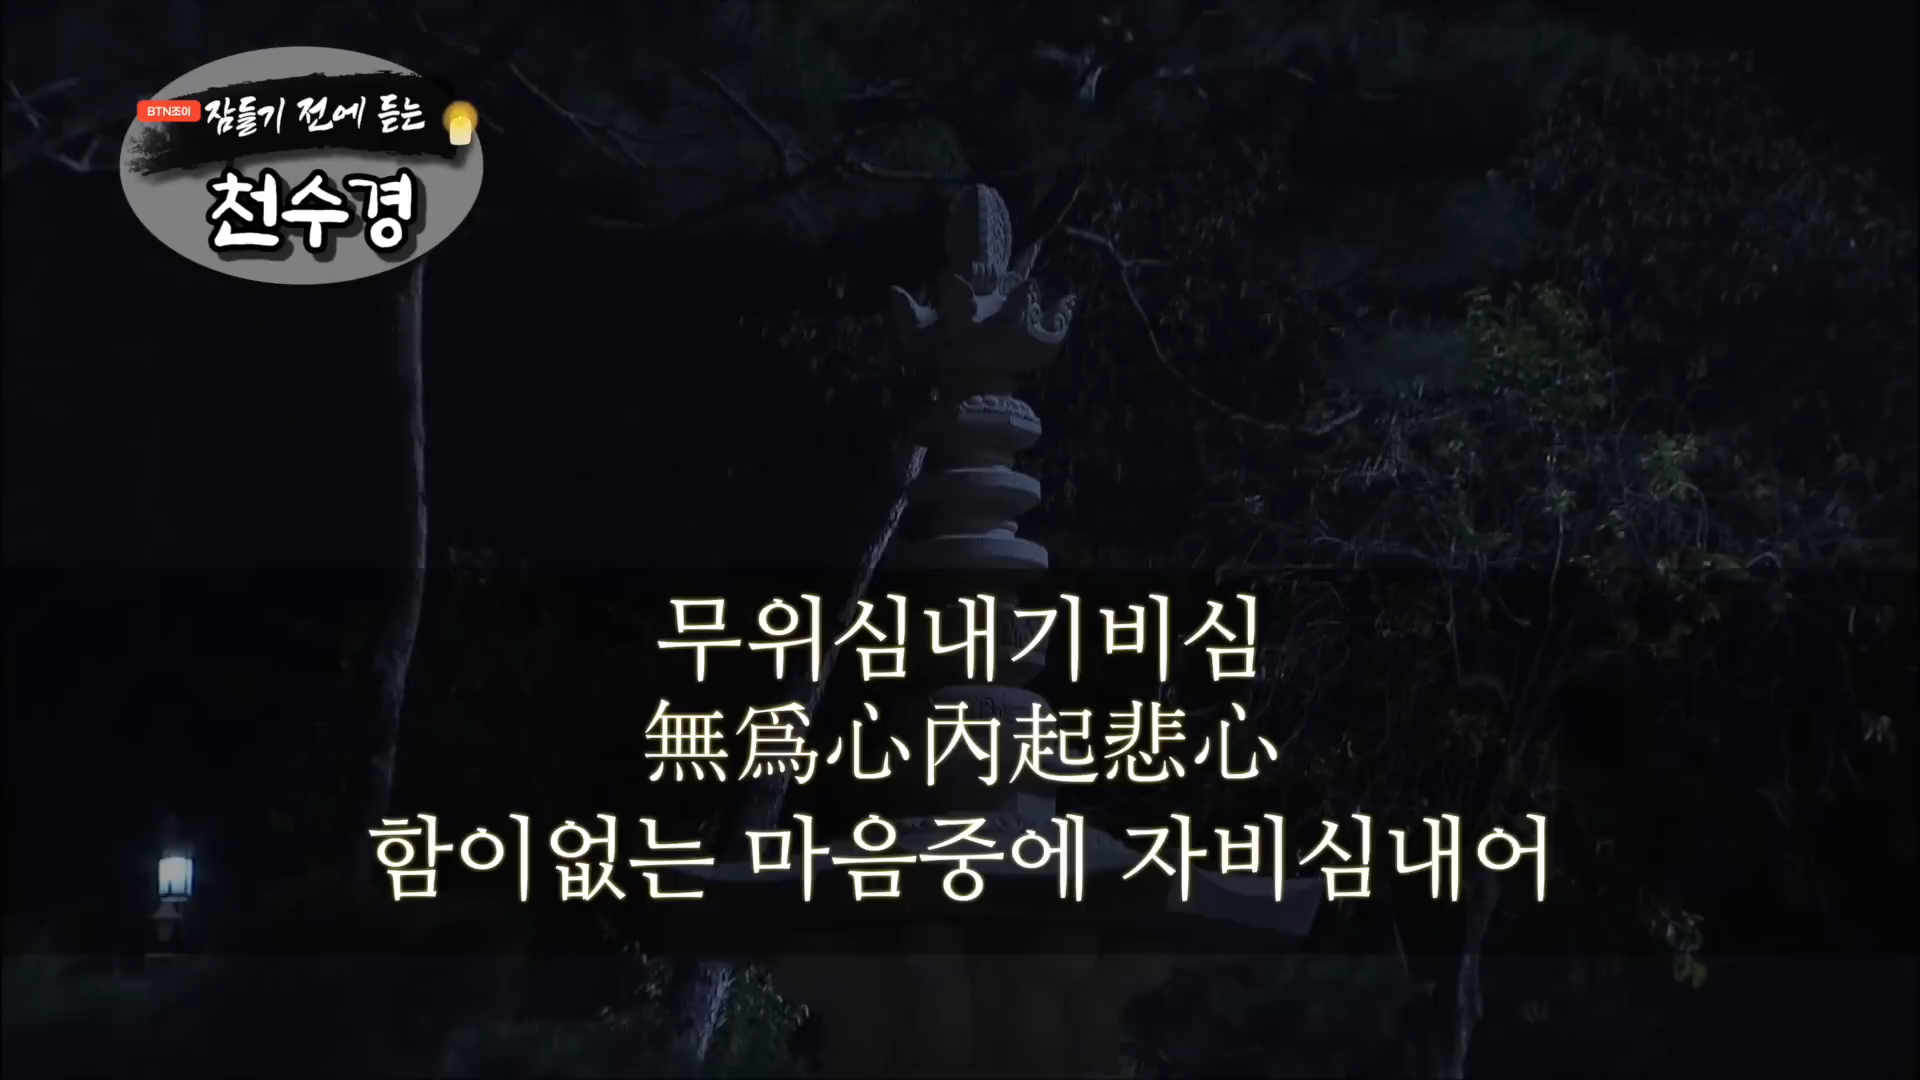 BTN조이 잠들기 전에 듣는
천수경
무위심내기비심
無爲心內起悲心
함이없는 마음중에 자비심내어